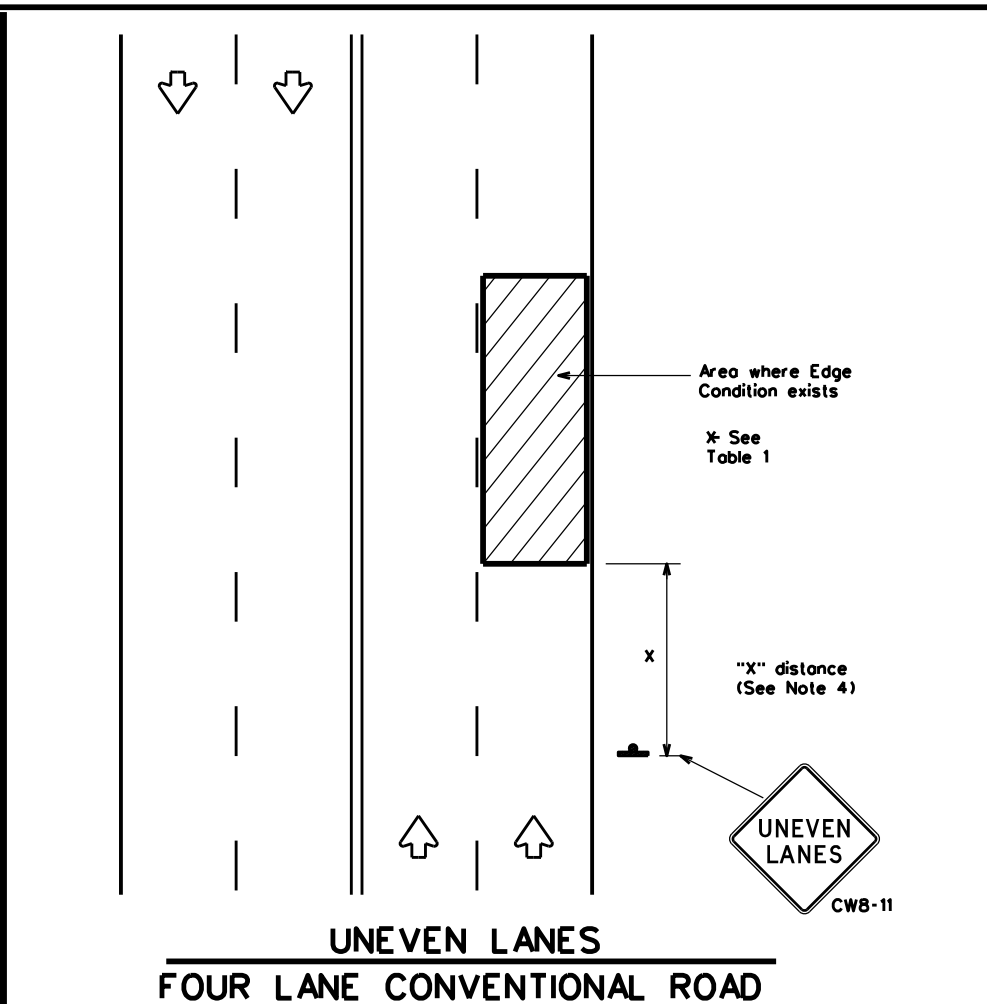 Area where Edge
Condition exists
X- See
Table 1
X
"X" distance
(See Note 4)
UNEVEN
LANES
CW8-11
UNEVEN LANES
FOUR LANE CONVENTIONAL ROAD